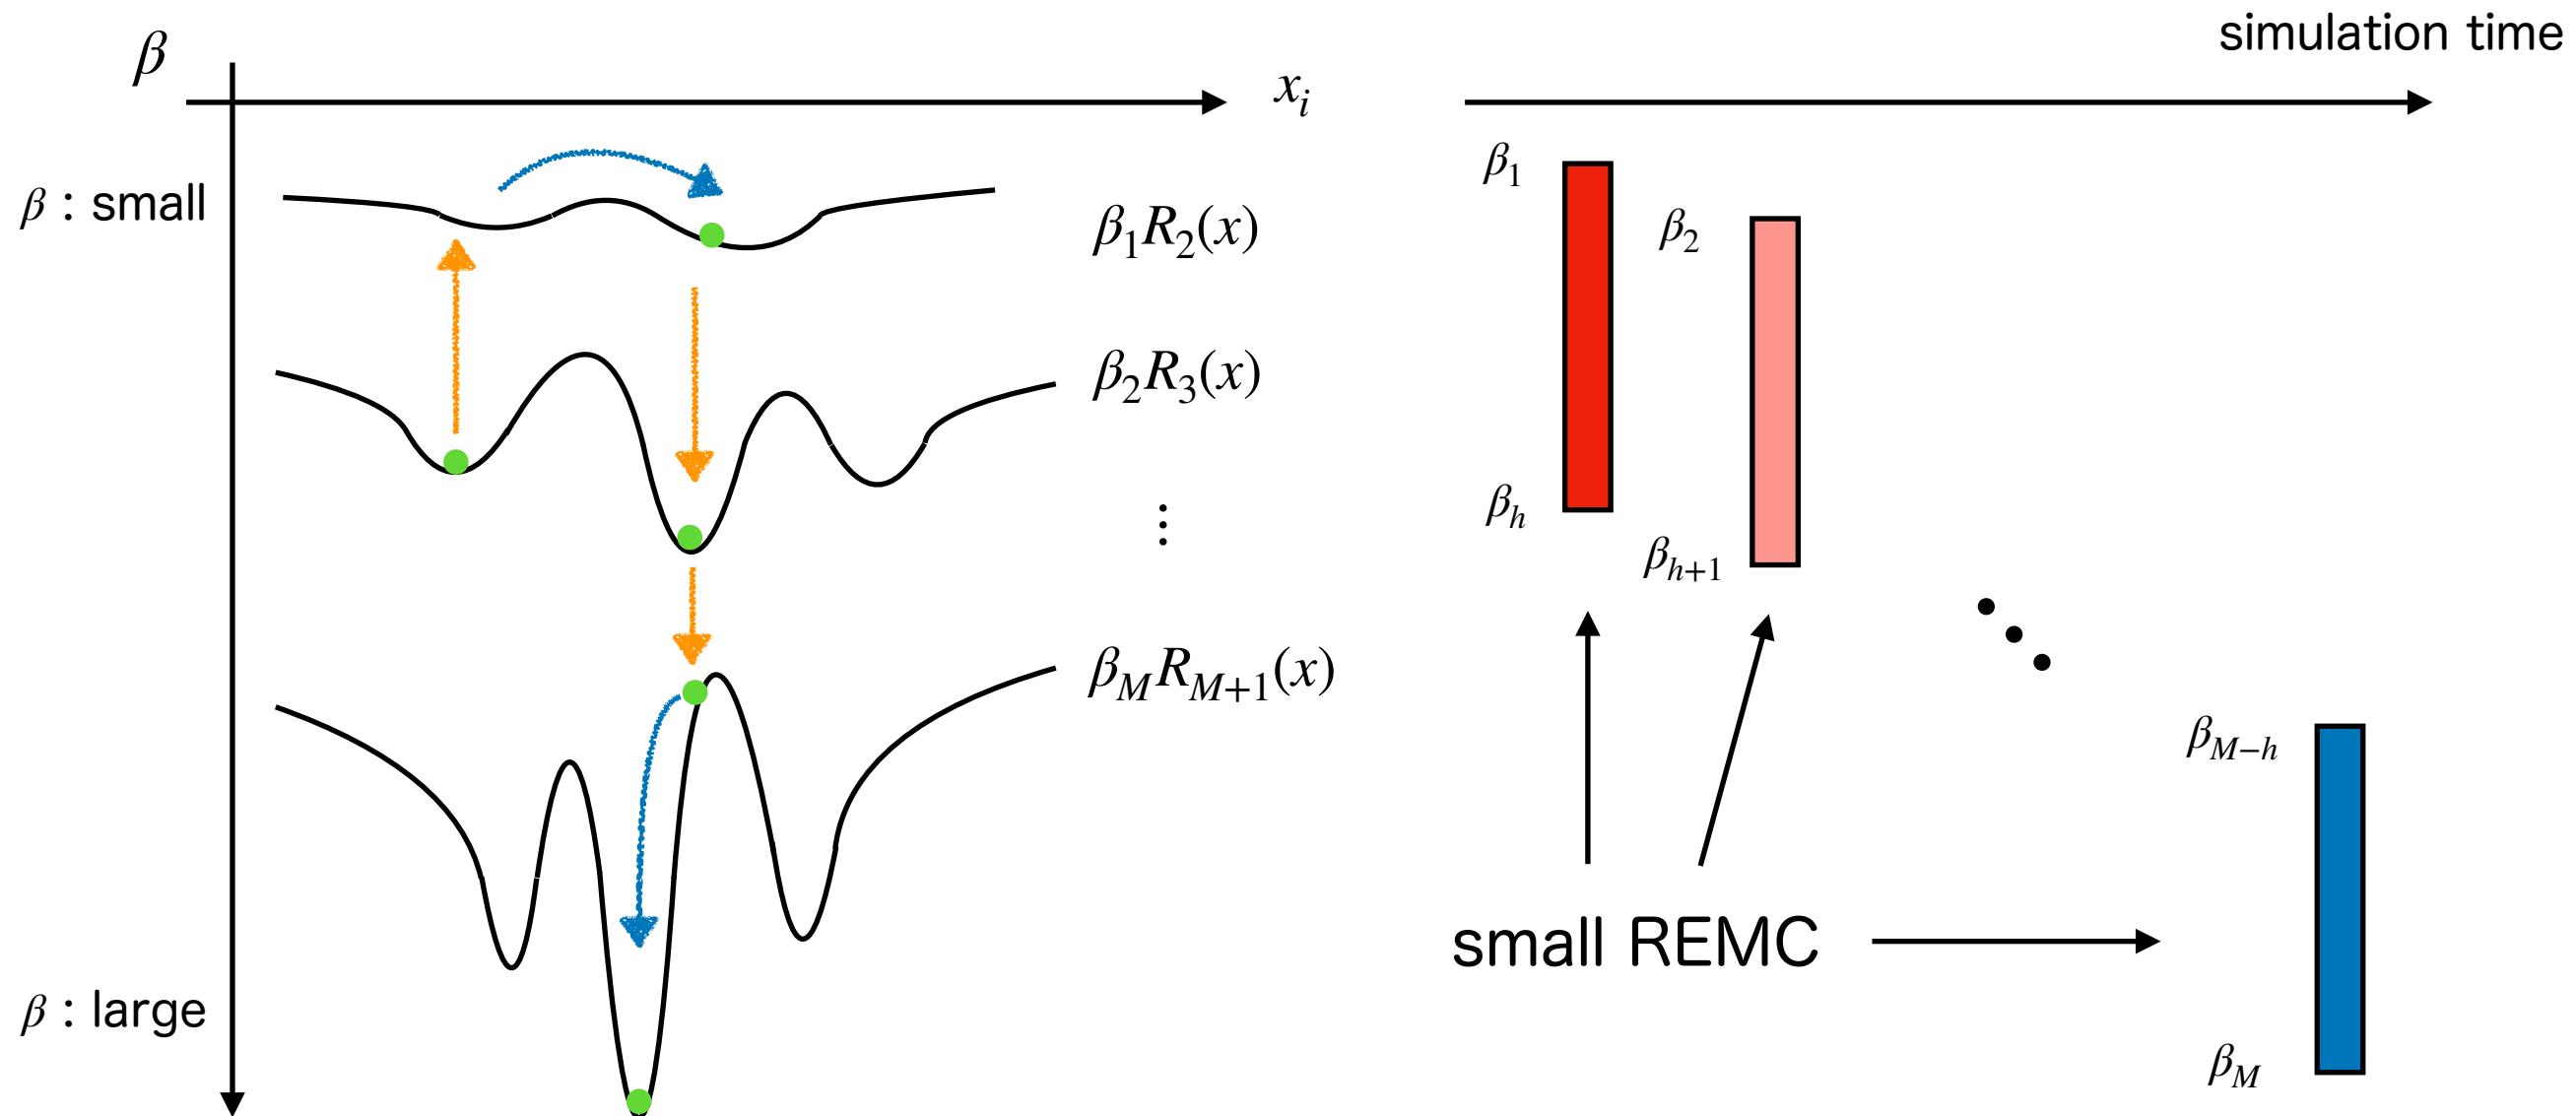 β
x_i
simulation time
β : small
β_1R_2(x)
β_2R_3(x)
⋮
β_MR_{M+1}(x)
β : large
β_1
β_h
β_2
β_{h+1}
β_{M−h}
β_M
small REMC